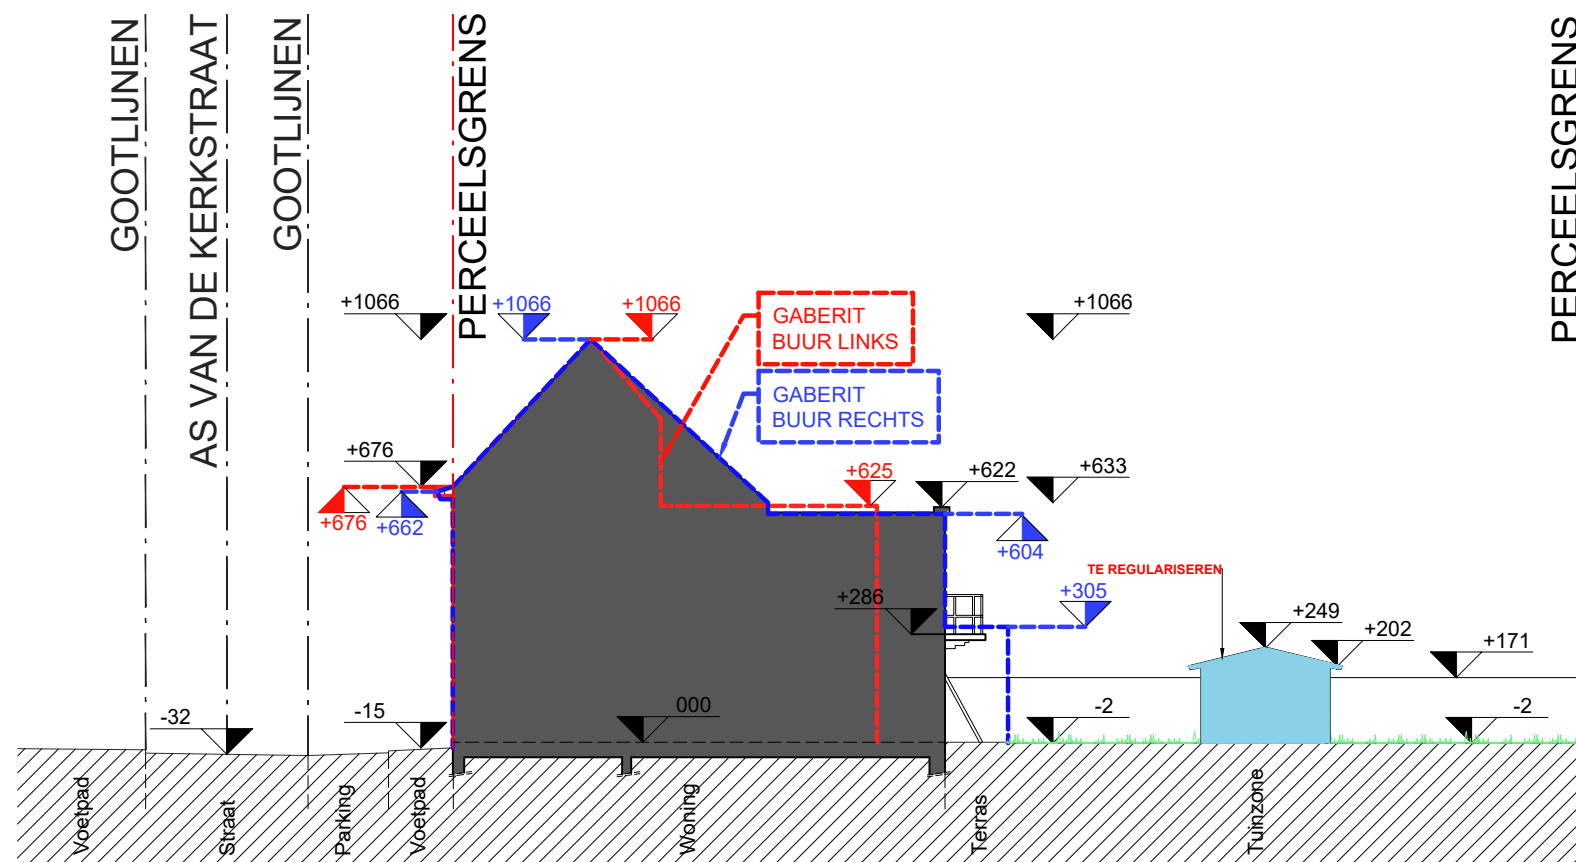 GOOTLIJNEN
AS VAN DE KERKSTRAAT
GOOTLIJNEN
PERCEELSGRENS
PERCEELSGRENS
+1066
+1066
+1066
+1066
GABERIT
BUUR LINKS
GABERIT
BUUR RECHTS
+676
+625
+622
+633
+676
+662
+604
TE REGULARISEREN
+286
+305
+249
+202
+171
-32
-15
000
-2
-2
Voetpad
Straat
Parking
Voetpad
Woning
Terras
Tuinzone